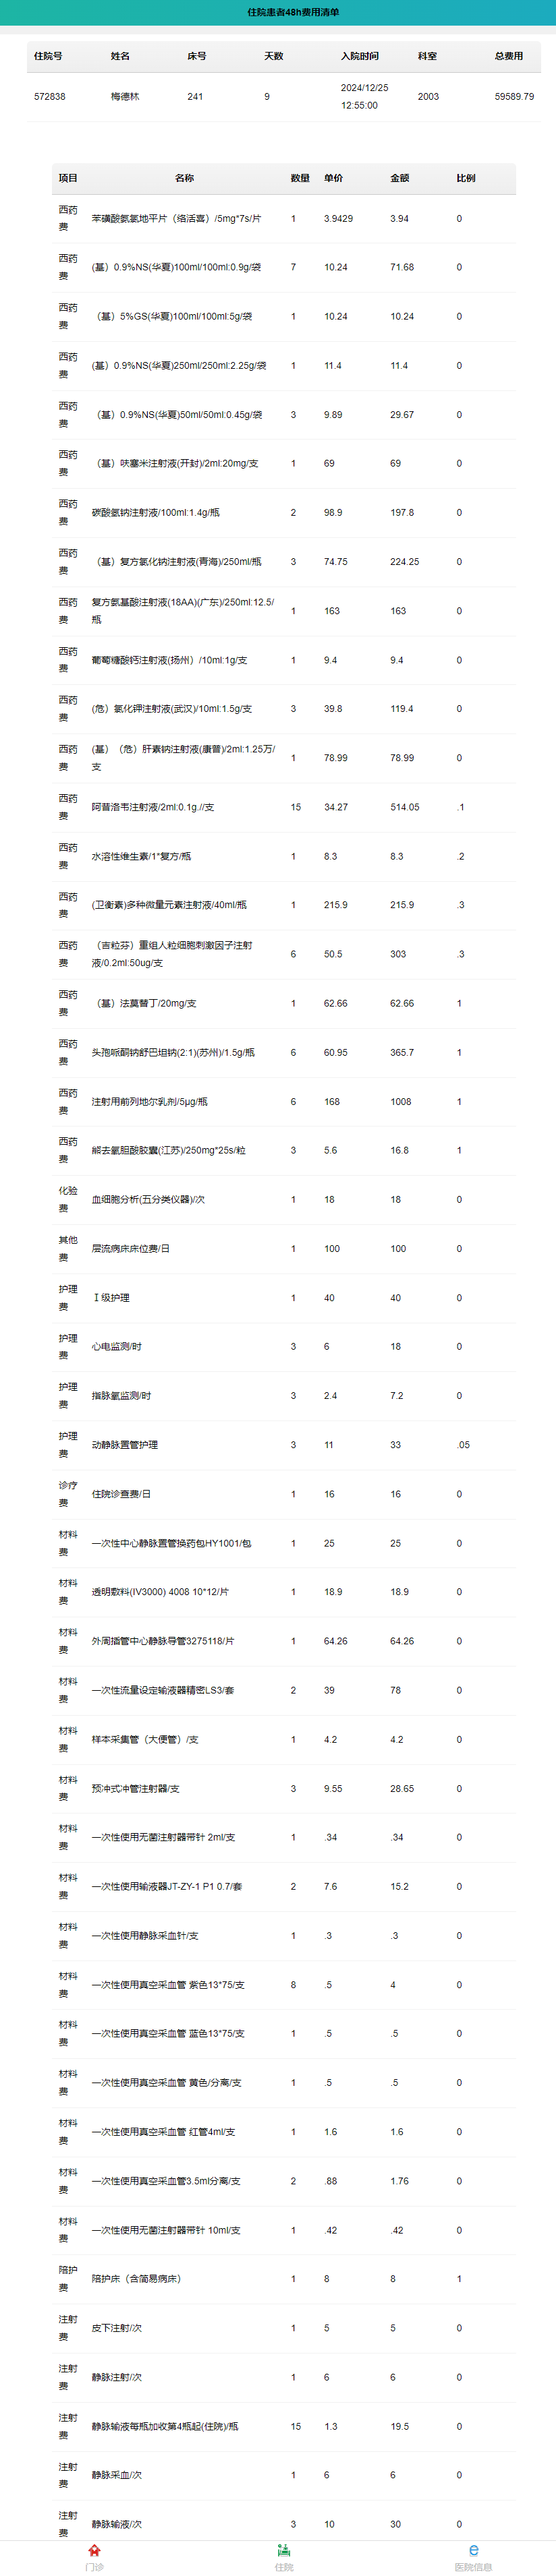 住院患者48h费用清单
住院号 姓名 床号 天数 入院时间 科室 总费用
572838 梅德林 241 9 2024/12/25 12:55:00 2003 59589.79
项目 名称 数量 单价 金额 比例
西药费 苯磺酸氨氯地平片（络活喜）/5mg*7s/片 1 3.9429 3.94 0
西药费 (基）0.9%NS(华夏)100ml/100ml:0.9g/袋 7 10.24 71.68 0
西药费 （基）5%GS(华夏)100ml/100ml:5g/袋 1 10.24 10.24 0
西药费 (基）0.9%NS(华夏)250ml/250ml:2.25g/袋 1 11.4 11.4 0
西药费 （基）0.9%NS(华夏)50ml/50ml:0.45g/袋 3 9.89 29.67 0
西药费 （基）呋塞米注射液(开封)/2ml:20mg/支 1 69 69 0
西药费 碳酸氢钠注射液/100ml:1.4g/瓶 2 98.9 197.8 0
西药费 （基）复方氯化钠注射液(青海)/250ml/瓶 3 74.75 224.25 0
西药费 复方氨基酸注射液(18AA)(广东)/250ml:12.5/瓶 1 163 163 0
西药费 葡萄糖酸钙注射液(扬州）/10ml:1g/支 1 9.4 9.4 0
西药费 (危）氯化钾注射液(武汉)/10ml:1.5g/支 3 39.8 119.4 0
西药费 (基）（危）肝素钠注射液(康普)/2ml:1.25万/支 1 78.99 78.99 0
西药费 阿昔洛韦注射液/2ml:0.1g.//支 15 34.27 514.05 .1
西药费 水溶性维生素/1*复方/瓶 1 8.3 8.3 .2
西药费 (卫衡素)多种微量元素注射液/40ml/瓶 1 215.9 215.9 .3
西药费 （吉粒芬）重组人粒细胞刺激因子注射液/0.2ml:50ug/支 6 50.5 303 .3
西药费 （基）法莫替丁/20mg/支 1 62.66 62.66 1
西药费 头孢哌酮钠舒巴坦钠(2:1)(苏州)/1.5g/瓶 6 60.95 365.7 1
西药费 注射用前列地尔乳剂/5μg/瓶 6 168 1008 1
西药费 熊去氧胆酸胶囊(江苏)/250mg*25s/粒 3 5.6 16.8 1
化验费 血细胞分析(五分类仪器)/次 1 18 18 0
其他费 层流病床床位费/日 1 100 100 0
护理费 Ⅰ级护理 1 40 40 0
护理费 心电监测/时 3 6 18 0
护理费 指脉氧监测/时 3 2.4 7.2 0
护理费 动静脉置管护理 3 11 33 .05
诊疗费 住院诊查费/日 1 16 16 0
材料费 一次性中心静脉置管换药包HY1001/包 1 25 25 0
材料费 透明敷料(IV3000) 4008 10*12/片 1 18.9 18.9 0
材料费 外周插管中心静脉导管3275118/片 1 64.26 64.26 0
材料费 一次性流量设定输液器精密LS3/套 2 39 78 0
材料费 样本采集管（大便管）/支 1 4.2 4.2 0
材料费 预冲式冲管注射器/支 3 9.55 28.65 0
材料费 一次性使用无菌注射器带针 2ml/支 1 .34 .34 0
材料费 一次性使用输液器JT-ZY-1 P1 0.7/套 2 7.6 15.2 0
材料费 一次性使用静脉采血针/支 1 .3 .3 0
材料费 一次性使用真空采血管 紫色13*75/支 8 .5 4 0
材料费 一次性使用真空采血管 蓝色13*75/支 1 .5 .5 0
材料费 一次性使用真空采血管 黄色/分离/支 1 .5 .5 0
材料费 一次性使用真空采血管 红管4ml/支 1 1.6 1.6 0
材料费 一次性使用真空采血管3.5ml分离/支 2 .88 1.76 0
材料费 一次性使用无菌注射器带针 10ml/支 1 .42 .42 0
陪护费 陪护床（含简易病床） 1 8 8 1
注射费 皮下注射/次 1 5 5 0
注射费 静脉注射/次 1 6 6 0
注射费 静脉输液每瓶加收第4瓶起(住院)/瓶 15 1.3 19.5 0
注射费 静脉采血/次 1 6 6 0
注射费 静脉输液/次 3 10 30 0
门诊 住院 医院信息